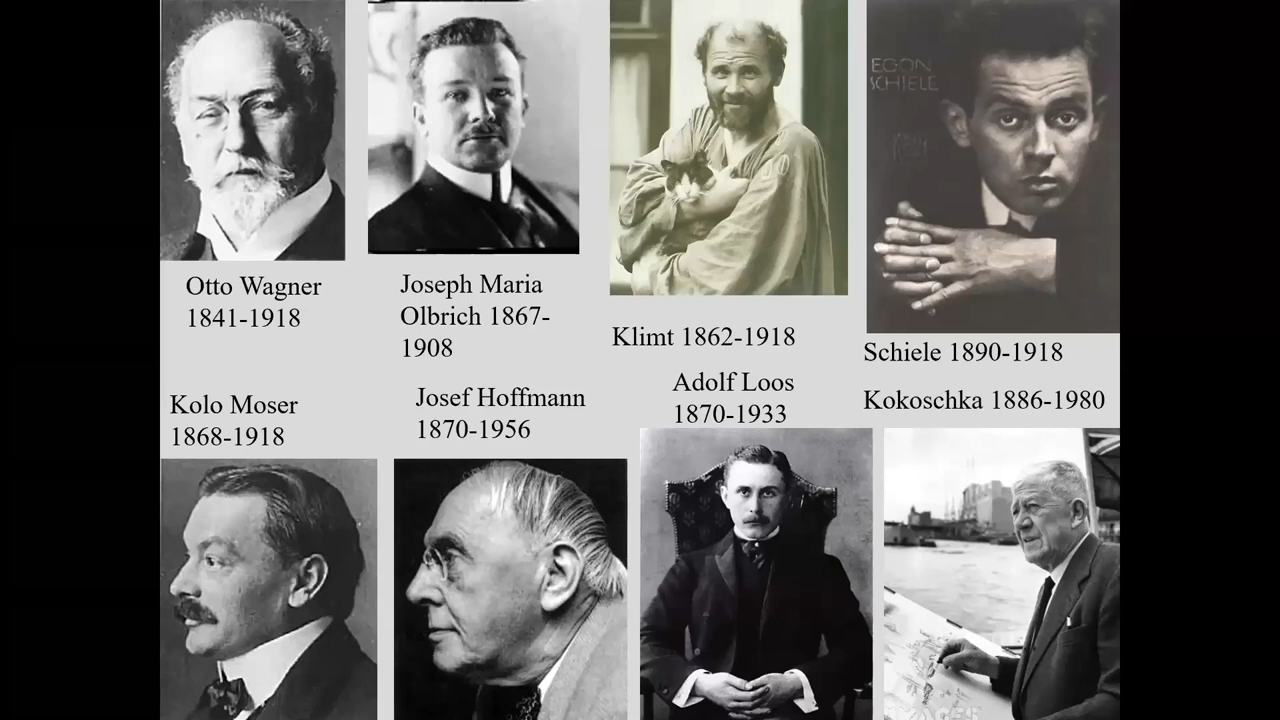 EGON
SCHIELE
Otto Wagner
1841-1918
Joseph Maria
Olbrich 1867-
1908
Klimt 1862-1918
Schiele 1890-1918
Kolo Moser
1868-1918
Josef Hoffmann
1870-1956
Adolf Loos
1870-1933
Kokoschka 1886-1980